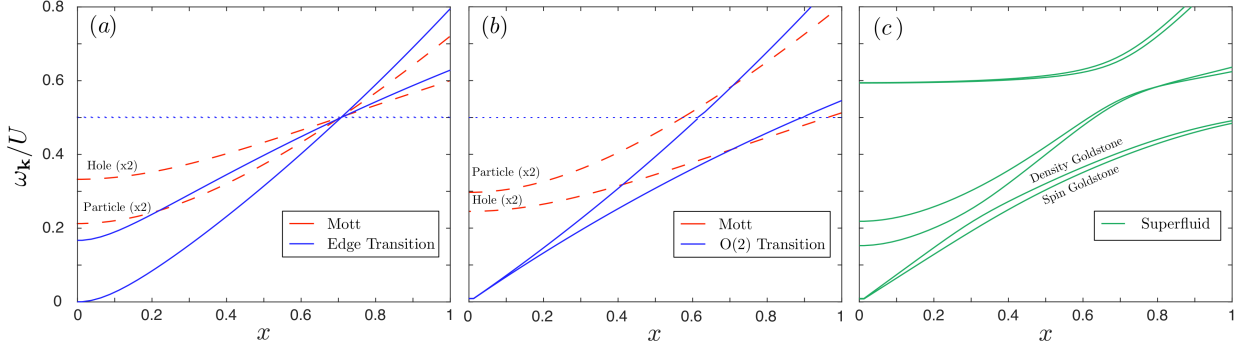 (a)
ω_k/U
0.8
0.6
0.4
0.2
0
Hole (x2)
Particle (x2)
Mott
Edge Transition
0 0.2 0.4 0.6 0.8 1
x
(b)
Particle (x2)
Hole (x2)
Mott
O(2) Transition
0 0.2 0.4 0.6 0.8 1
x
(c)
Density Goldstone
Spin Goldstone
Superfluid
0 0.2 0.4 0.6 0.8 1
x